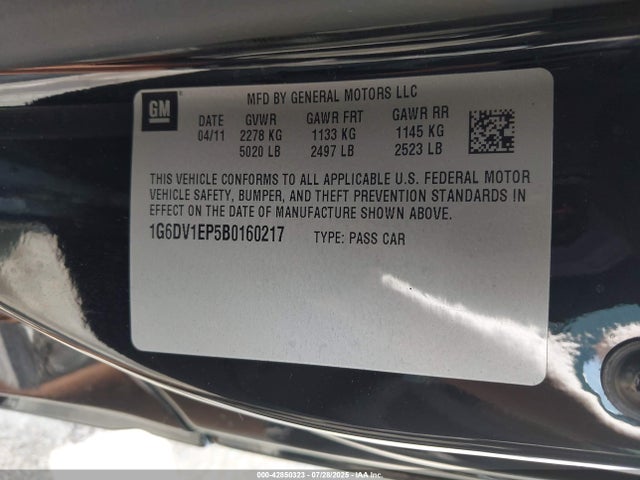 MFD BY GENERAL MOTORS LLC
GM
DATE GVWR GAWR FRT GAWR RR
04/11 2278 KG 1133 KG 1145 KG
5020 LB 2497 LB 2523 LB
THIS VEHICLE CONFORMS TO ALL APPLICABLE U.S. FEDERAL MOTOR
VEHICLE SAFETY, BUMPER, AND THEFT PREVENTION STANDARDS IN
EFFECT ON THE DATE OF MANUFACTURE SHOWN ABOVE.
1G6DV1EP5B0160217 TYPE: PASS CAR
000-42850323 - 07/28/2025 - IAA, Inc.